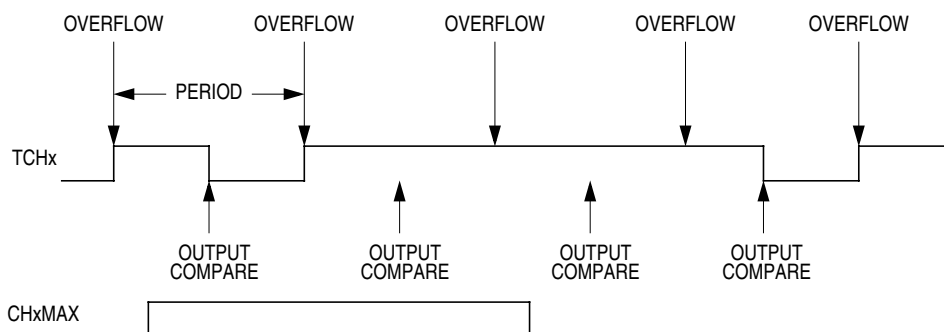 OVERFLOW OVERFLOW OVERFLOW OVERFLOW OVERFLOW
PERIOD
TCHx
OUTPUT COMPARE
OUTPUT COMPARE
OUTPUT COMPARE
OUTPUT COMPARE
CHxMAX